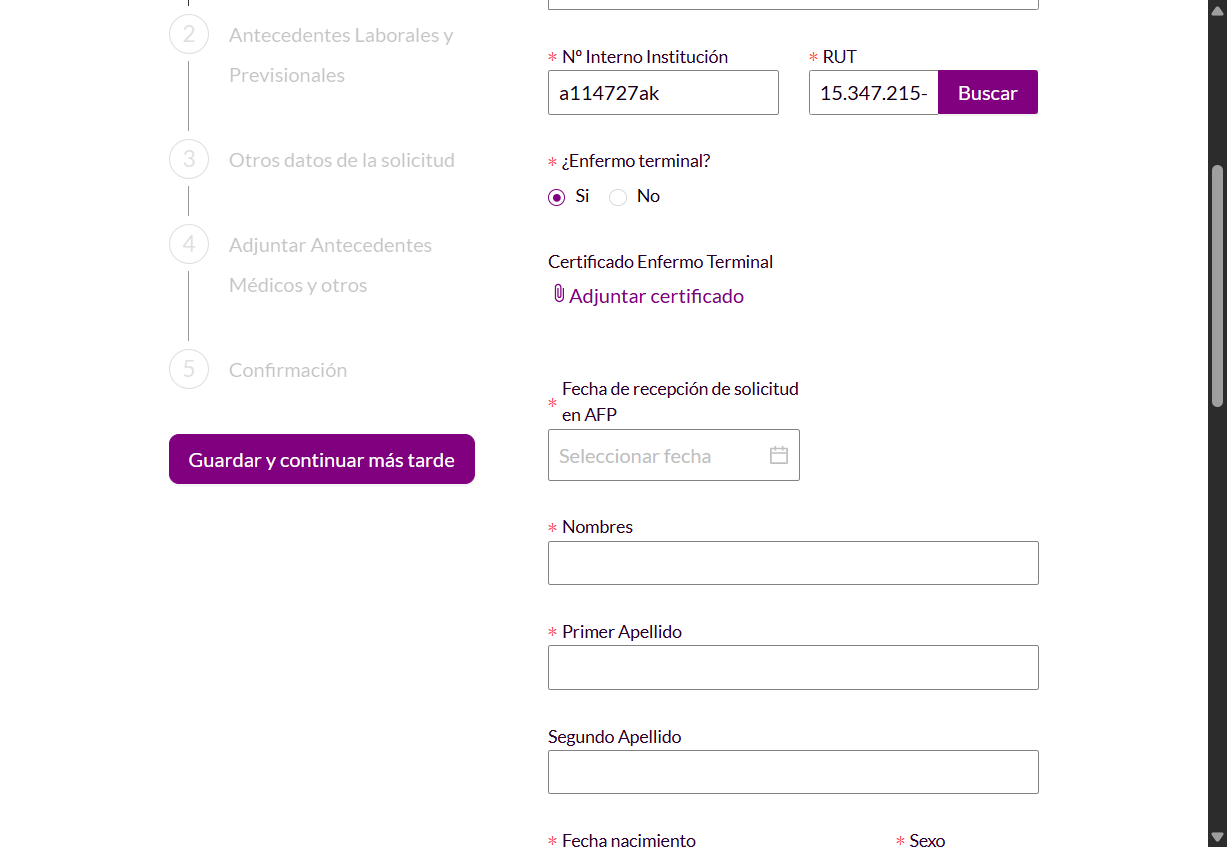 2
Antecedentes Laborales y
Previsionales
3
Otros datos de la solicitud
4
Adjuntar Antecedentes
Médicos y otros
5
Confirmación
Guardar y continuar más tarde
* Nº Interno Institución
a114727ak
* RUT
15.347.215-
Buscar
* ¿Enfermo terminal?
Si
No
Certificado Enfermo Terminal
Adjuntar certificado
* Fecha de recepción de solicitud
en AFP
Seleccionar fecha
* Nombres
* Primer Apellido
Segundo Apellido
* Fecha nacimiento
* Sexo